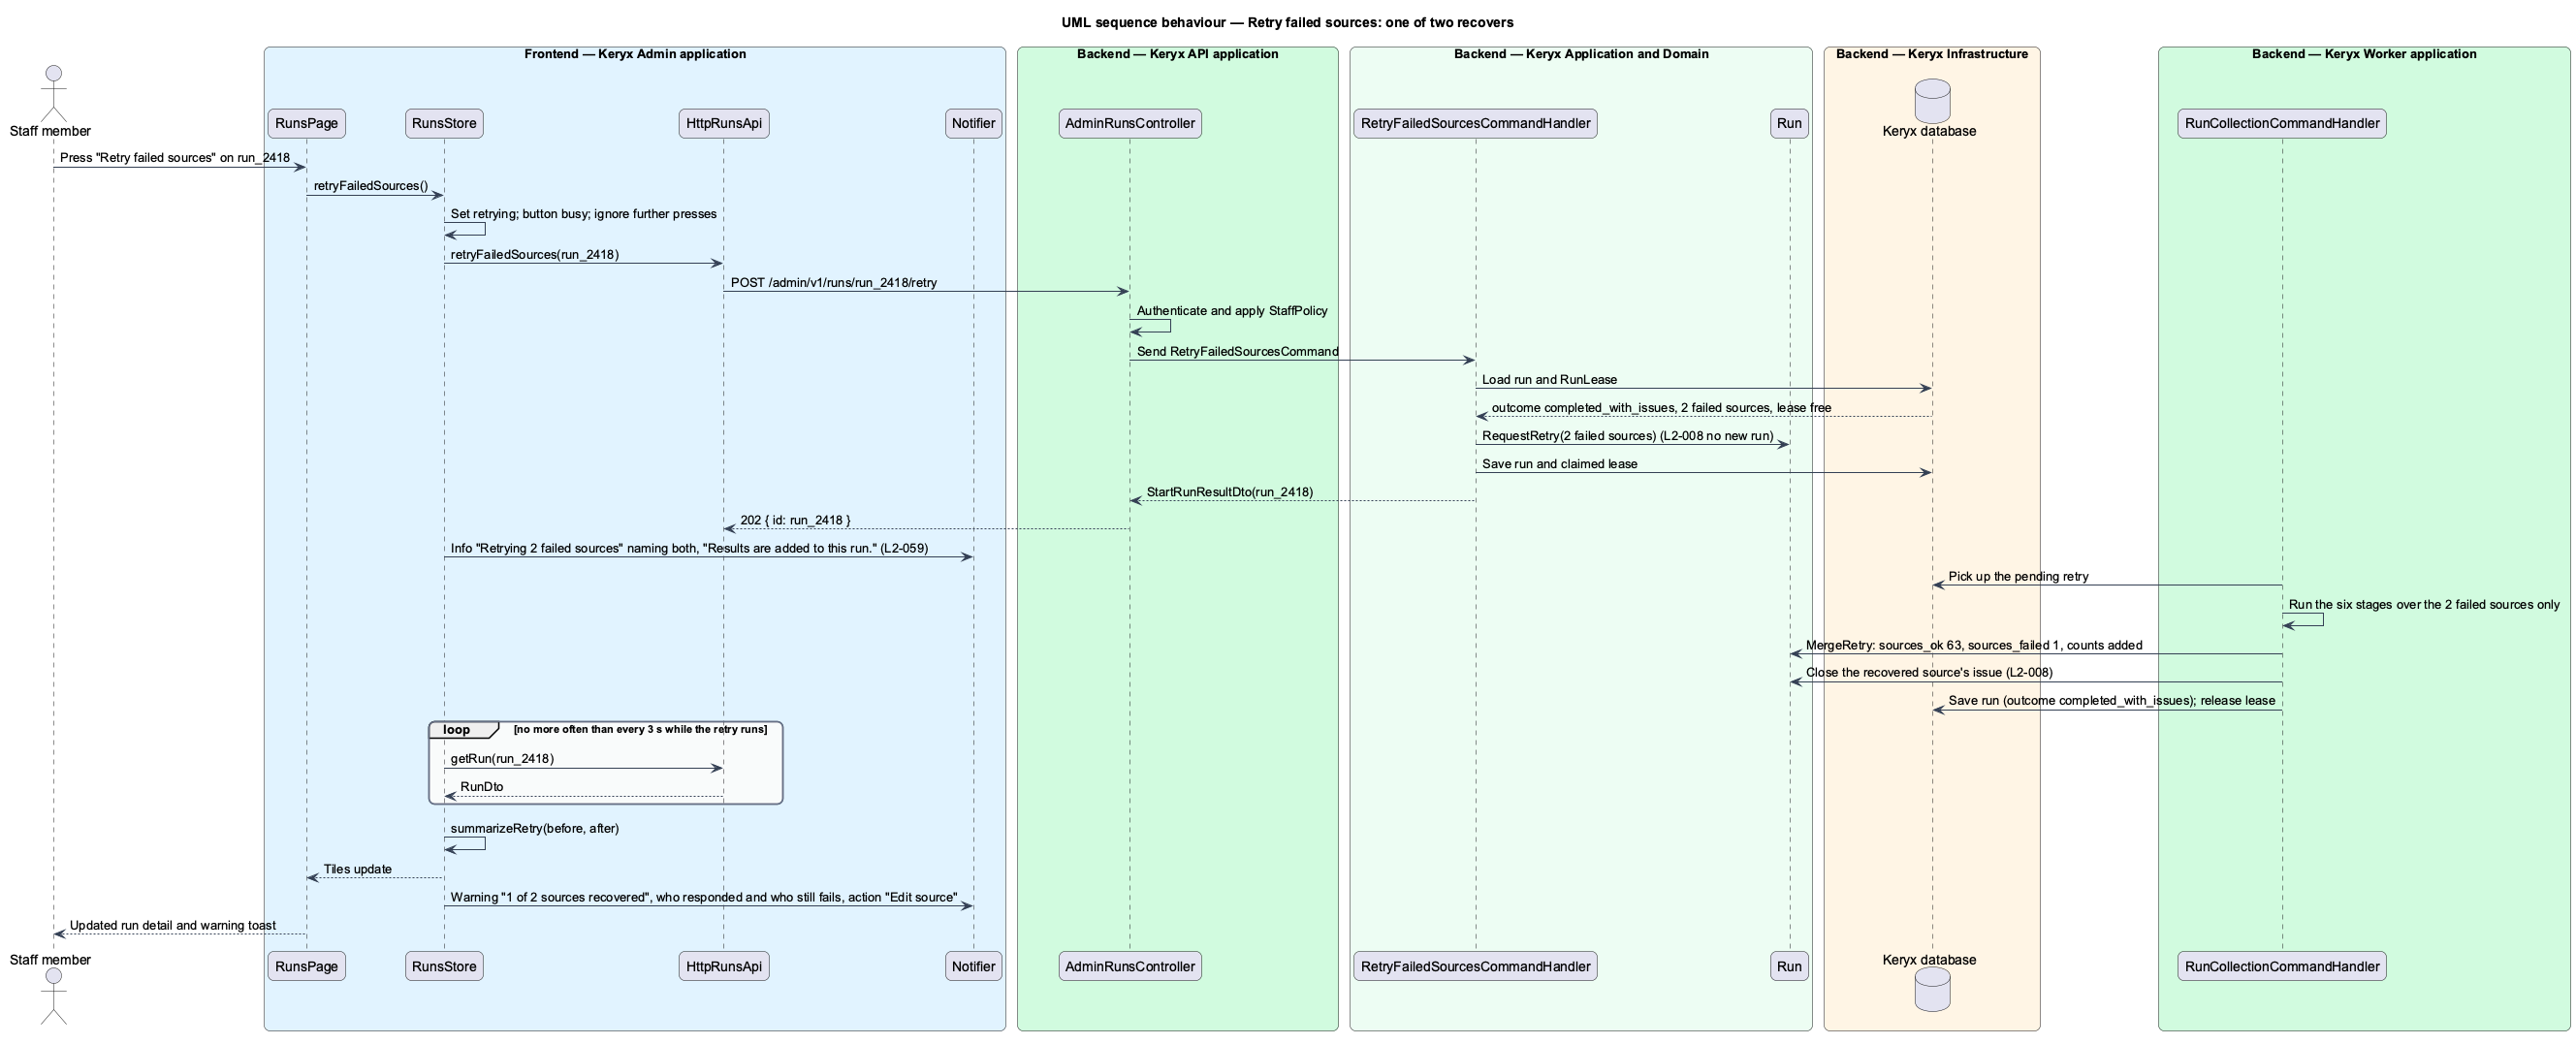 UML sequence behaviour — Retry failed sources: one of two recovers
Frontend — Keryx Admin application
Backend — Keryx API application
Backend — Keryx Application and Domain
Backend — Keryx Infrastructure
Backend — Keryx Worker application
Staff member
RunsPage
RunsStore
HttpRunsApi
Notifier
AdminRunsController
RetryFailedSourcesCommandHandler
Run
Keryx database
RunCollectionCommandHandler
Press "Retry failed sources" on run_2418
retryFailedSources()
Set retrying; button busy; ignore further presses
retryFailedSources(run_2418)
POST /admin/v1/runs/run_2418/retry
Authenticate and apply StaffPolicy
Send RetryFailedSourcesCommand
Load run and RunLease
outcome completed_with_issues, 2 failed sources, lease free
RequestRetry(2 failed sources) (L2-008 no new run)
Save run and claimed lease
StartRunResultDto(run_2418)
202 { id: run_2418 }
Info "Retrying 2 failed sources" naming both, "Results are added to this run." (L2-059)
Pick up the pending retry
Run the six stages over the 2 failed sources only
MergeRetry: sources_ok 63, sources_failed 1, counts added
Close the recovered source's issue (L2-008)
Save run (outcome completed_with_issues); release lease
loop
[no more often than every 3 s while the retry runs]
getRun(run_2418)
RunDto
summarizeRetry(before, after)
Tiles update
Warning "1 of 2 sources recovered", who responded and who still fails, action "Edit source"
Updated run detail and warning toast
Staff member
RunsPage
RunsStore
HttpRunsApi
Notifier
AdminRunsController
RetryFailedSourcesCommandHandler
Run
Keryx database
RunCollectionCommandHandler